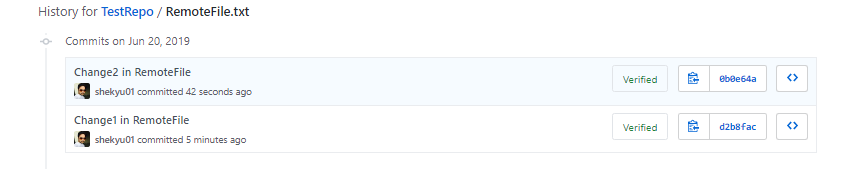 History for TestRepo / RemoteFile.txt
Commits on Jun 20, 2019
Change2 in RemoteFile
shekyu01 committed 42 seconds ago
Verified 0b0e64a
Change1 in RemoteFile
shekyu01 committed 5 minutes ago
Verified d2b8fac